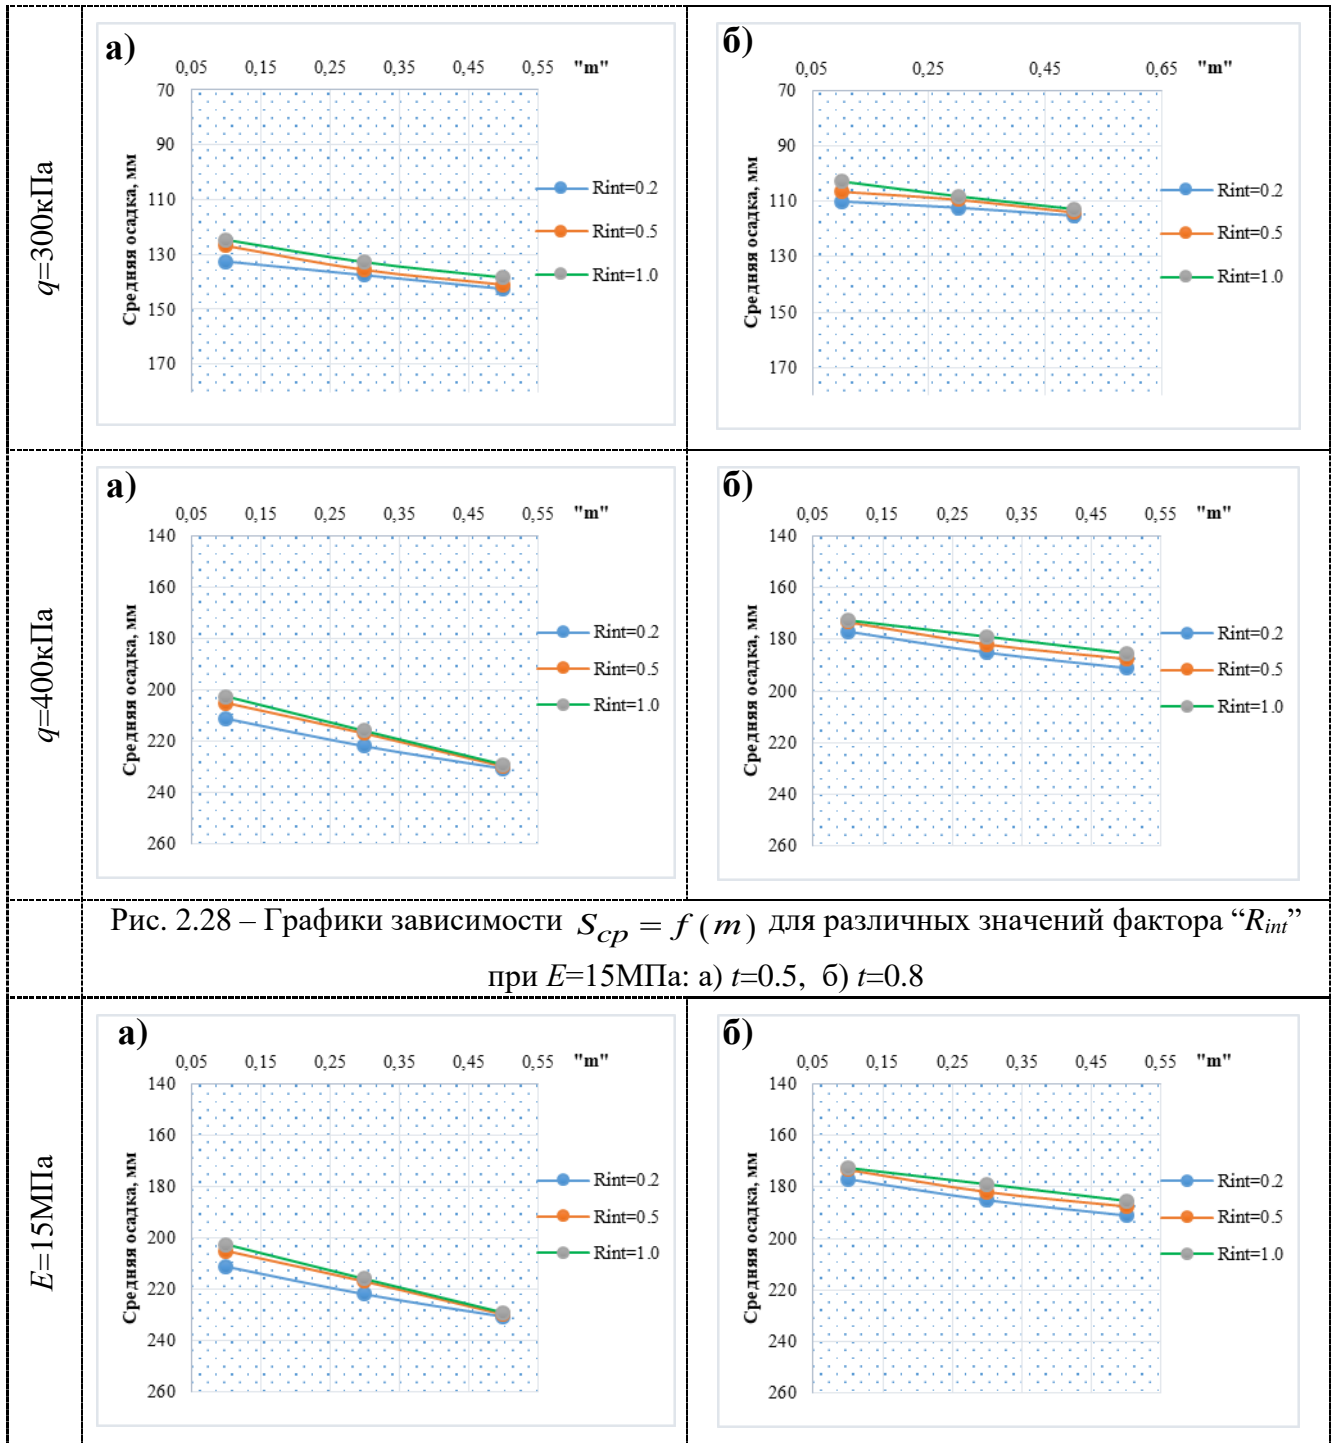 q=300кПа
а)
0,05 0,15 0,25 0,35 0,45 0,55 "m"
70
90
110
130
150
170
Средняя осадка, мм
Rint=0.2
Rint=0.5
Rint=1.0
б)
0,05 0,25 0,45 0,65 "m"
70
90
110
130
150
170
Средняя осадка, мм
Rint=0.2
Rint=0.5
Rint=1.0
q=400кПа
а)
0,05 0,15 0,25 0,35 0,45 0,55 "m"
140
160
180
200
220
240
260
Средняя осадка, мм
Rint=0.2
Rint=0.5
Rint=1.0
б)
0,05 0,15 0,25 0,35 0,45 0,55 "m"
140
160
180
200
220
240
260
Средняя осадка, мм
Rint=0.2
Rint=0.5
Rint=1.0
Рис. 2.28 – Графики зависимости S_cp = f (m) для различных значений фактора “R_int”
при E=15МПа: а) t=0.5, б) t=0.8
E=15МПа
а)
0,05 0,15 0,25 0,35 0,45 0,55 "m"
140
160
180
200
220
240
260
Средняя осадка, мм
Rint=0.2
Rint=0.5
Rint=1.0
б)
0,05 0,15 0,25 0,35 0,45 0,55 "m"
140
160
180
200
220
240
260
Средняя осадка, мм
Rint=0.2
Rint=0.5
Rint=1.0